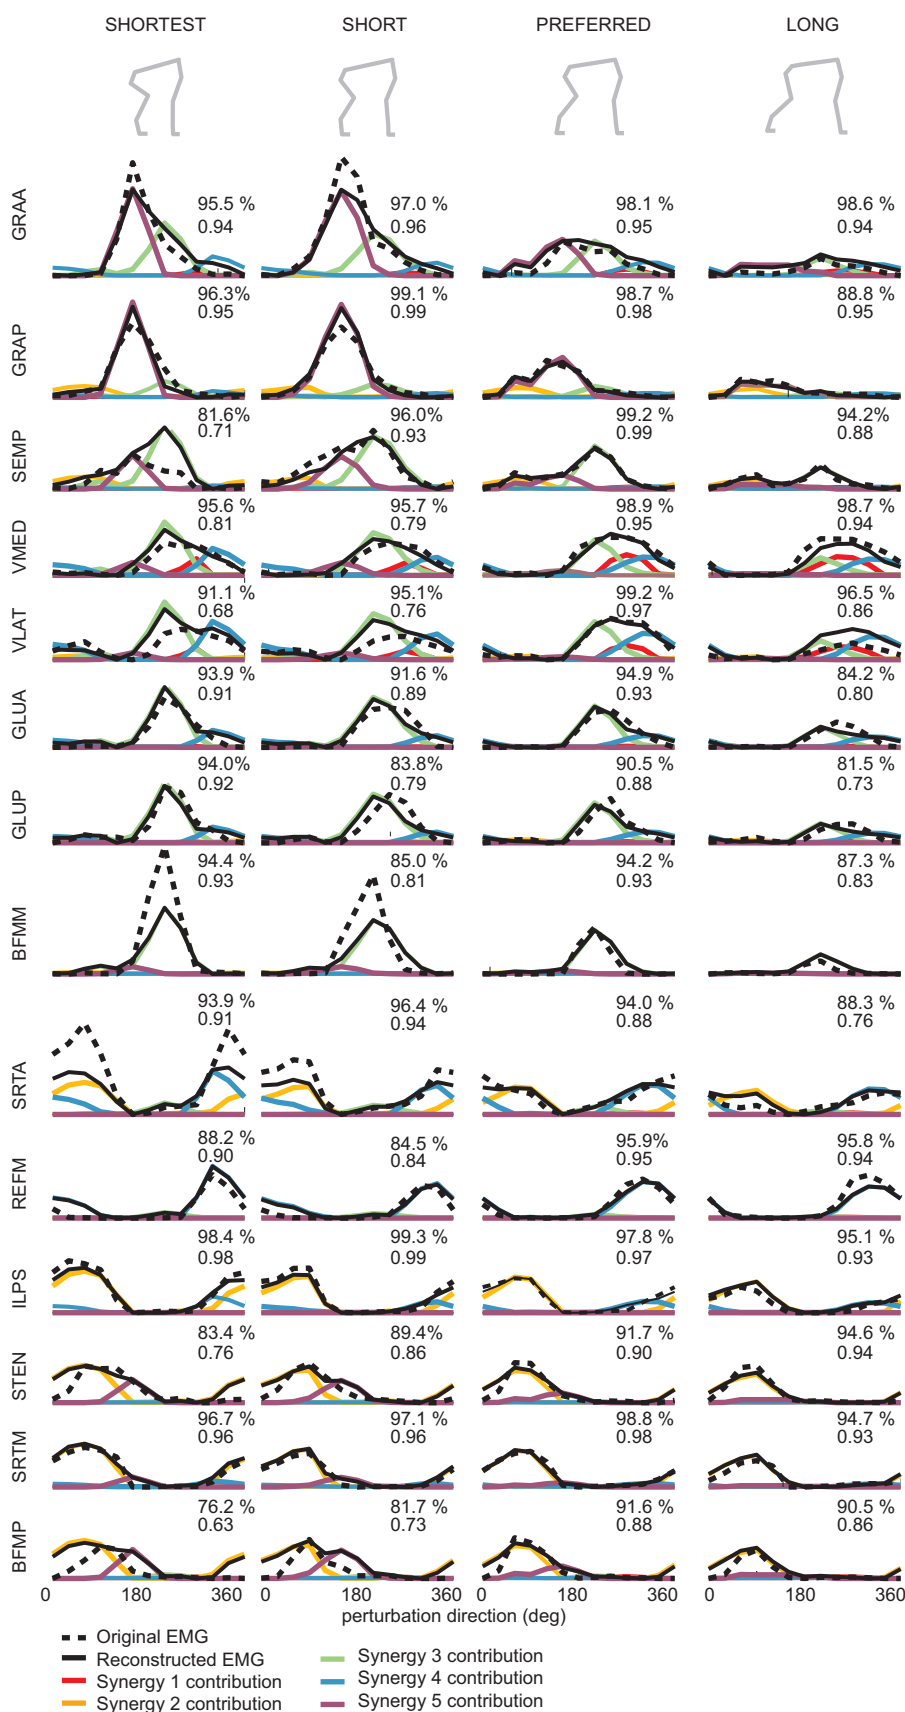 SHORTEST SHORT PREFERRED LONG
GRAA
95.5 % 97.0 % 98.1 % 98.6 %
0.94 0.96 0.95 0.94
GRAP
96.3% 99.1 % 98.7 % 88.8 %
0.95 0.99 0.98 0.95
SEMP
81.6% 96.0% 99.2 % 94.2%
0.71 0.93 0.99 0.88
VMED
95.6 % 95.7 % 98.9 % 98.7 %
0.81 0.79 0.95 0.94
VLAT
91.1 % 95.1% 99.2 % 96.5 %
0.68 0.76 0.97 0.86
GLUA
93.9 % 91.6 % 94.9 % 84.2 %
0.91 0.89 0.93 0.80
GLUP
94.0% 83.8% 90.5 % 81.5 %
0.92 0.79 0.88 0.73
BFMM
94.4 % 85.0 % 94.2 % 87.3 %
0.93 0.81 0.93 0.83
SRTA
93.9 % 96.4 % 94.0 % 88.3 %
0.91 0.94 0.88 0.76
REFM
88.2 % 84.5 % 95.9% 95.8 %
0.90 0.84 0.95 0.94
ILPS
98.4 % 99.3 % 97.8 % 95.1 %
0.98 0.99 0.97 0.93
STEN
83.4 % 89.4% 91.7 % 94.6 %
0.76 0.86 0.90 0.94
SRTM
96.7 % 97.1 % 98.8 % 94.7 %
0.96 0.96 0.98 0.93
BFMP
76.2 % 81.7 % 91.6 % 90.5 %
0.63 0.73 0.88 0.86
0 180 360 0 180 360 0 180 360 0 180 360
perturbation direction (deg)
Original EMG
Reconstructed EMG
Synergy 1 contribution
Synergy 2 contribution
Synergy 3 contribution
Synergy 4 contribution
Synergy 5 contribution